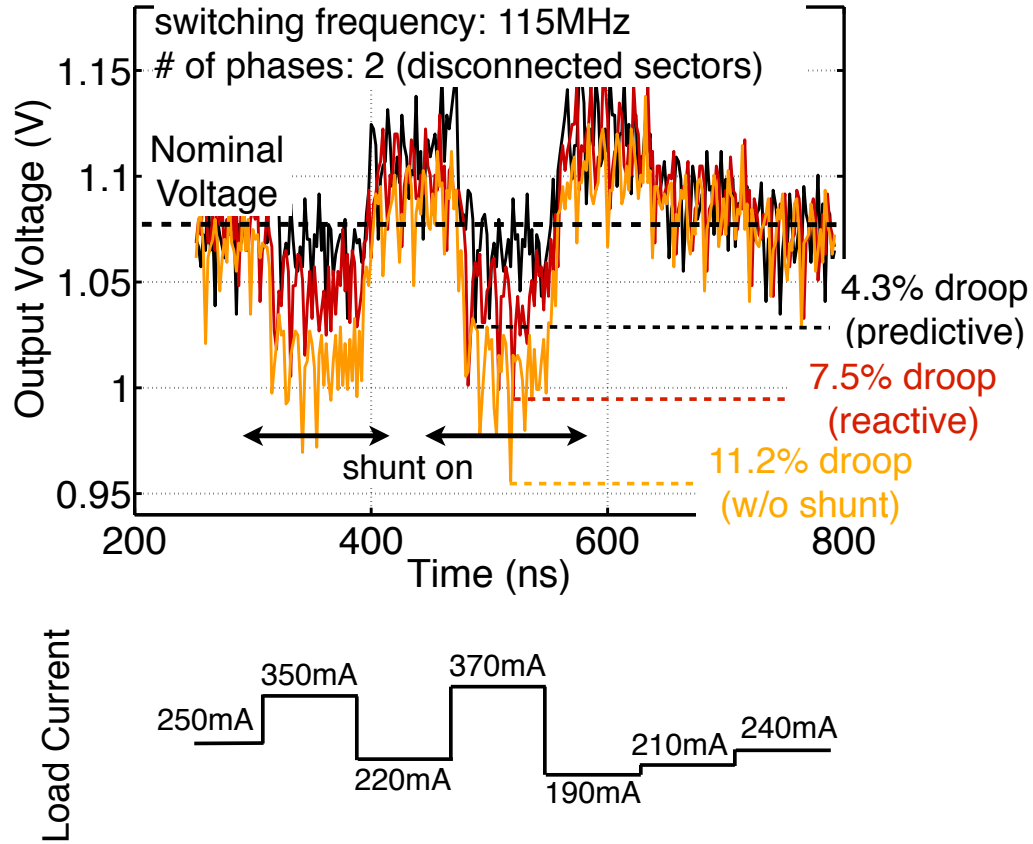 switching frequency: 115MHz
# of phases: 2 (disconnected sectors)
Output Voltage (V)
1.15
1.1
1.05
1
0.95
Nominal
Voltage
4.3% droop
(predictive)
7.5% droop
(reactive)
shunt on
11.2% droop
(w/o shunt)
200
400
600
800
Time (ns)
Load Current
250mA
350mA
220mA
370mA
190mA
210mA
240mA